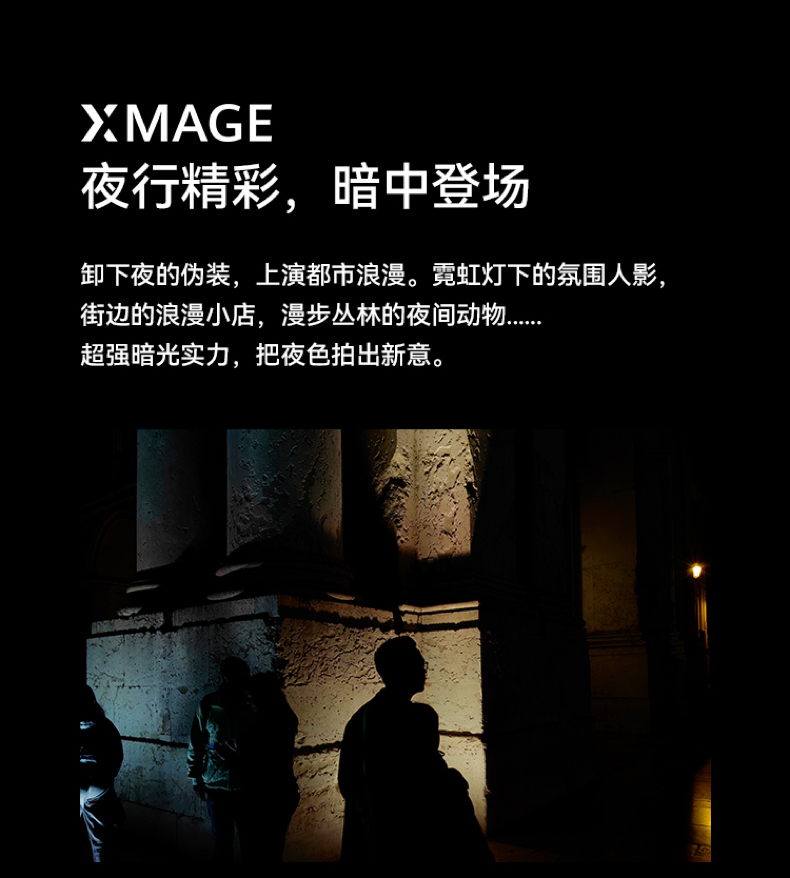 XMAGE
夜行精彩，暗中登场
卸下夜的伪装，上演都市浪漫。霓虹灯下的氛围人影，
街边的浪漫小店，漫步丛林的夜间动物......
超强暗光实力，把夜色拍出新意。